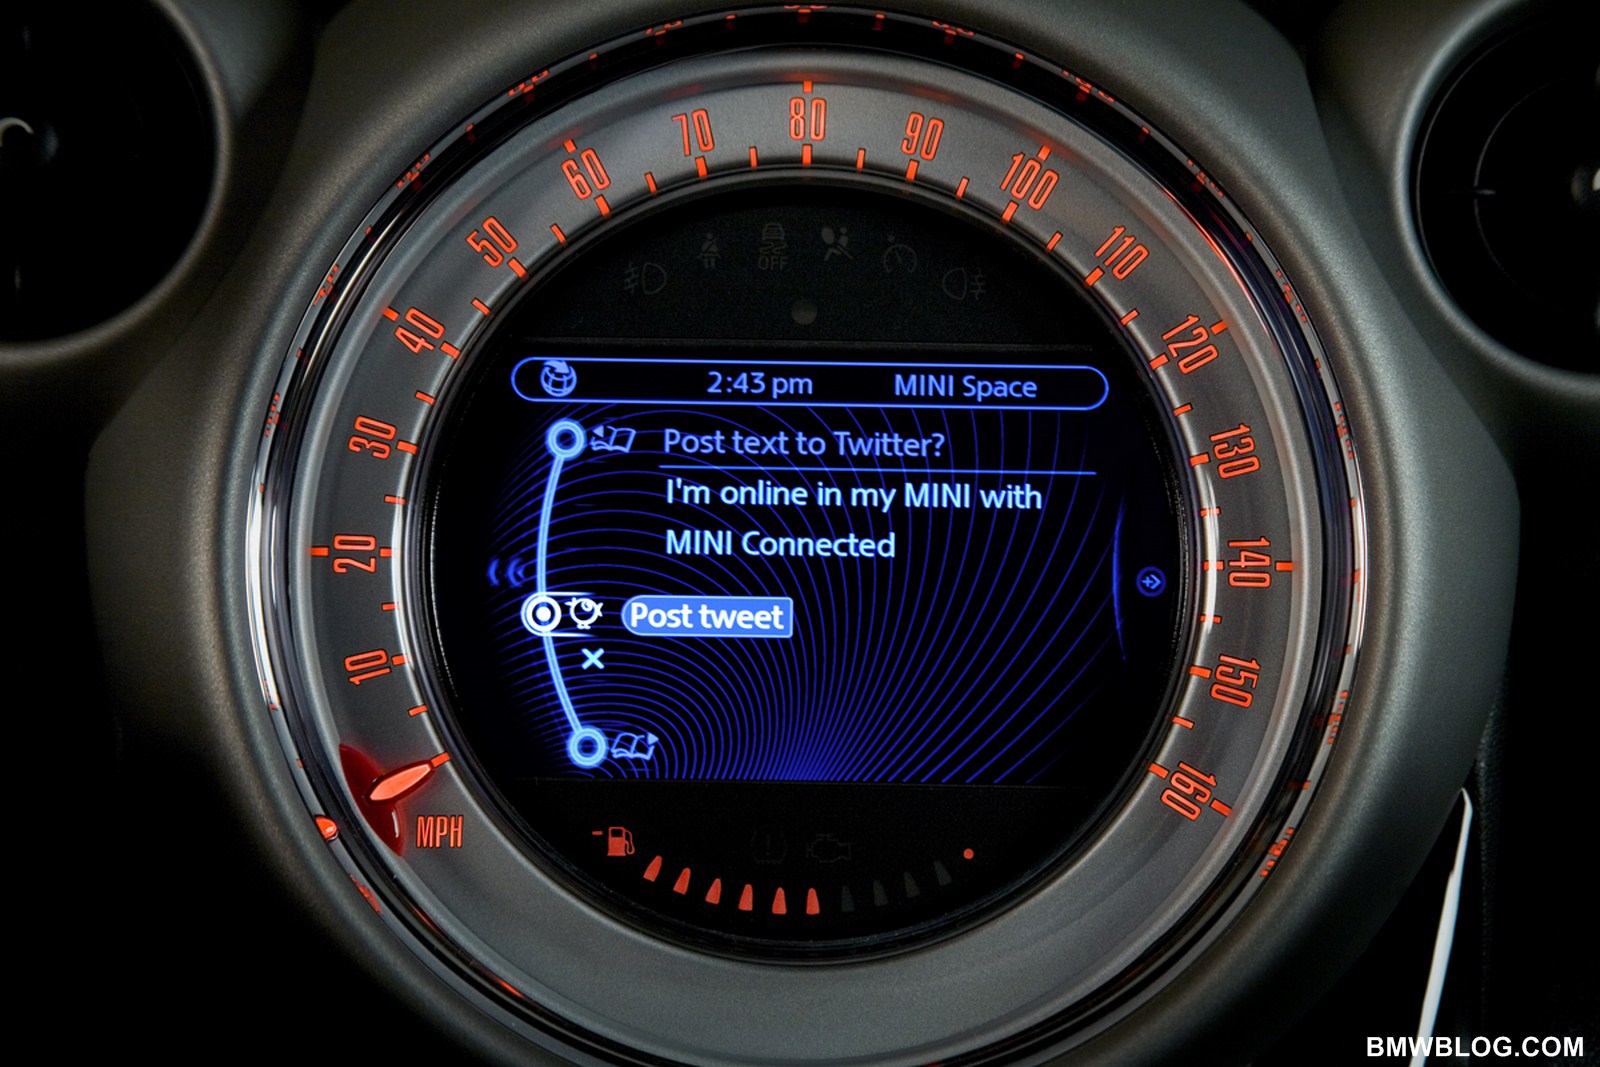 80
70
90
60
100
50
110
OFF
40
120
2:43 pm
MINI Space
30
Post text to Twitter?
130
I'm online in my MINI with
MINI Connected
20
140
Post tweet
10
150
160
MPH
BMWBLOG.COM